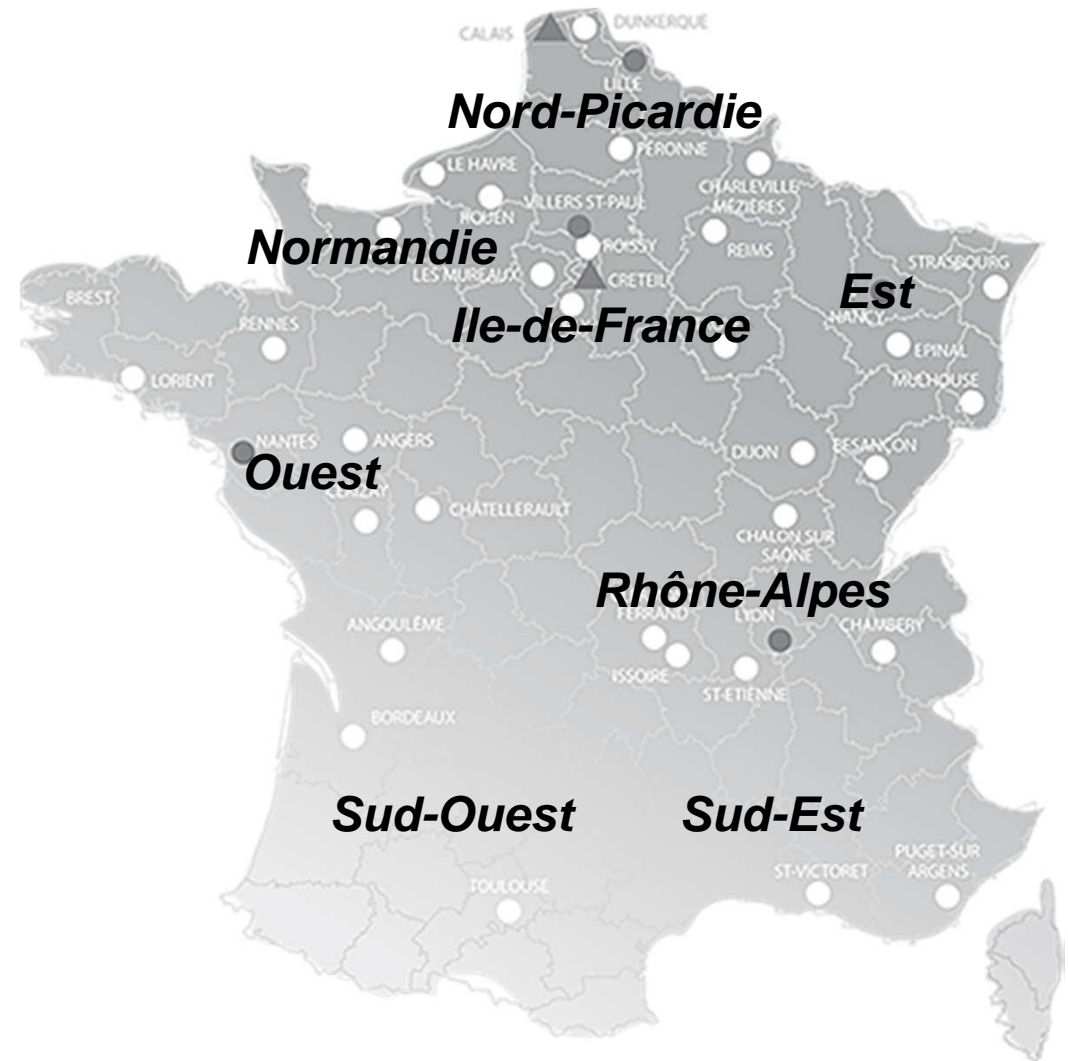 DUNKERQUE
CALAIS
LILLE
Nord-Picardie
PÉRONNE
LE HAVRE
CHARLEVILLE
MÉZIÈRES
VILLERS ST-PAUL
ROUEN
Normandie
ROISSY
REIMS
STRASBOURG
LES MUREAUX
CRETEIL
Est
BREST
NANCY
RENNES
Ile-de-France
EPINAL
LORIENT
MULHOUSE
NANTES
ANGERS
DIJON
BESANÇON
Ouest
CHÂTELLERAULT
CHALON SUR
SAÔNE
Rhône-Alpes
ANGOULÊME
FERRAND
LYON
CHAMBERY
ISSOIRE
ST-ETIENNE
BORDEAUX
Sud-Ouest
Sud-Est
PUGET-SUR
ARGENS
ST-VICTORET
TOULOUSE